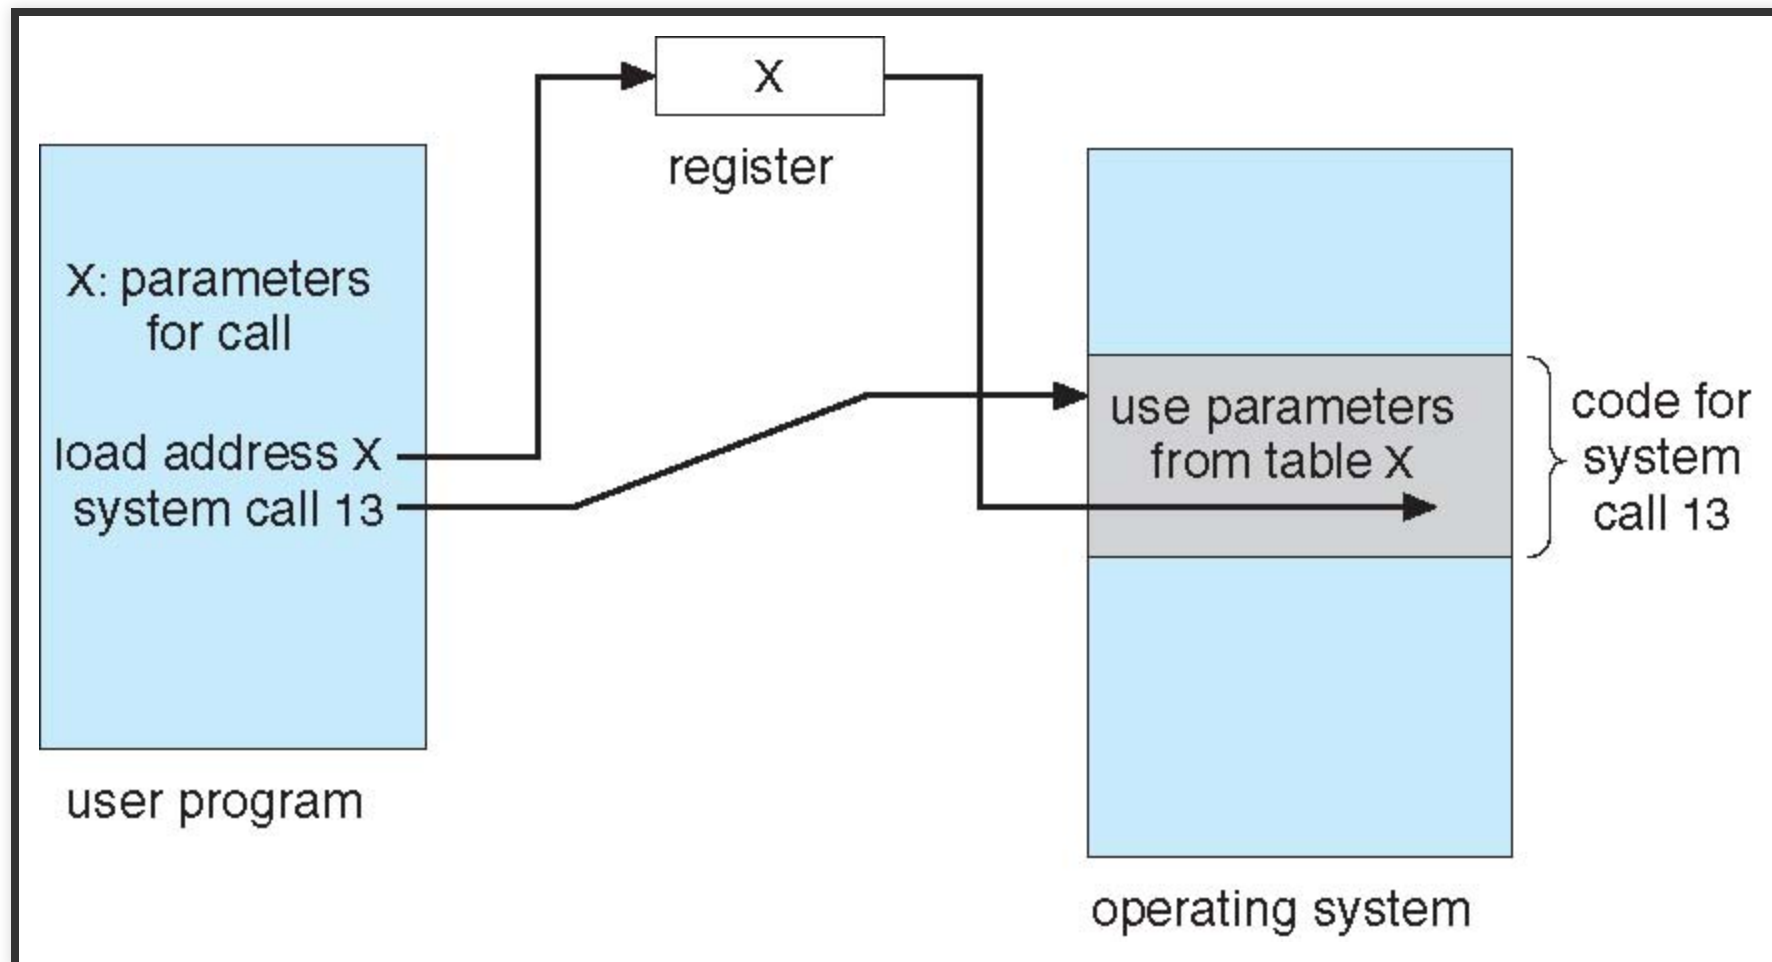 X
register
X: parameters
for call
load address X
system call 13
user program
use parameters
from table X
code for
system
call 13
operating system